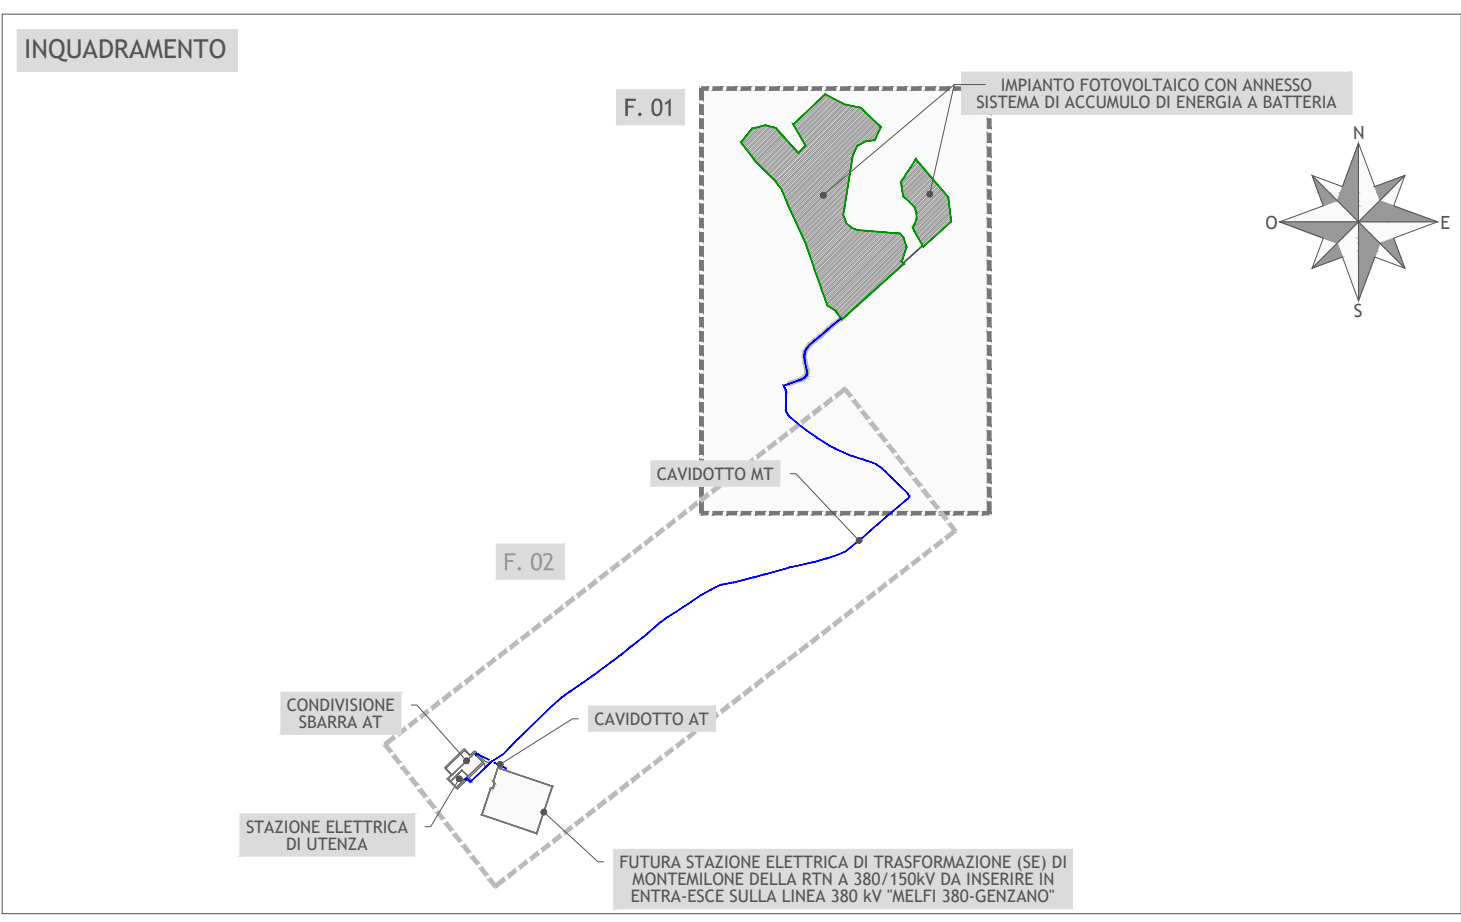 INQUADRAMENTO
F. 01
IMPIANTO FOTOVOLTAICO CON ANNESSO
SISTEMA DI ACCUMULO DI ENERGIA A BATTERIA
N
O
E
S
CAVIDOTTO MT
F. 02
CONDIVISIONE
SBARRA AT
CAVIDOTTO AT
STAZIONE ELETTRICA
DI UTENZA
FUTURA STAZIONE ELETTRICA DI TRASFORMAZIONE (SE) DI
MONTEMILONE DELLA RTN A 380/150kV DA INSERIRE IN
ENTRA-ESCE SULLA LINEA 380 kV "MELFI 380-GENZANO"